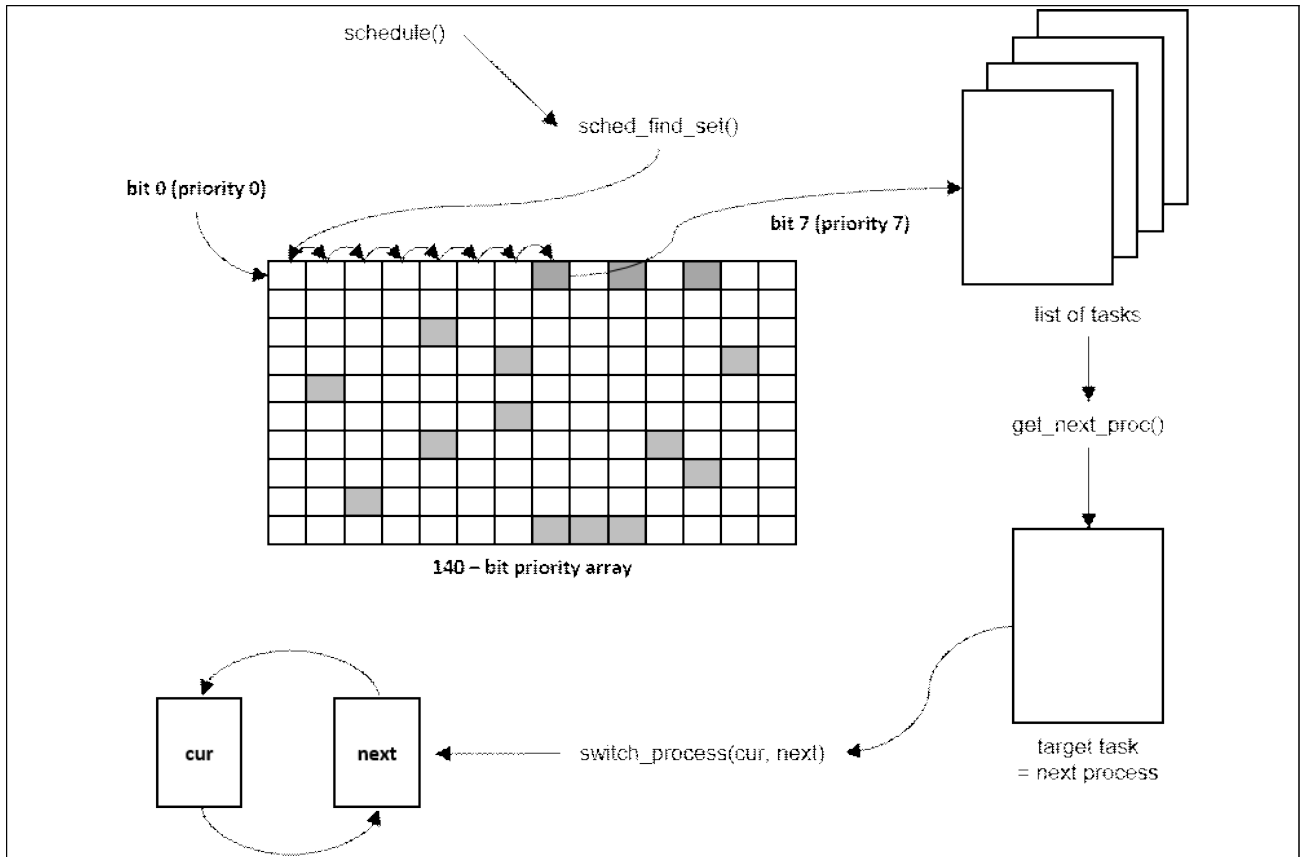 schedule()
sched_find_set()
bit 0 (priority 0)
bit 7 (priority 7)
list of tasks
get_next_proc()
140 – bit priority array
cur
next
switch_process(cur, next)
target task
= next process